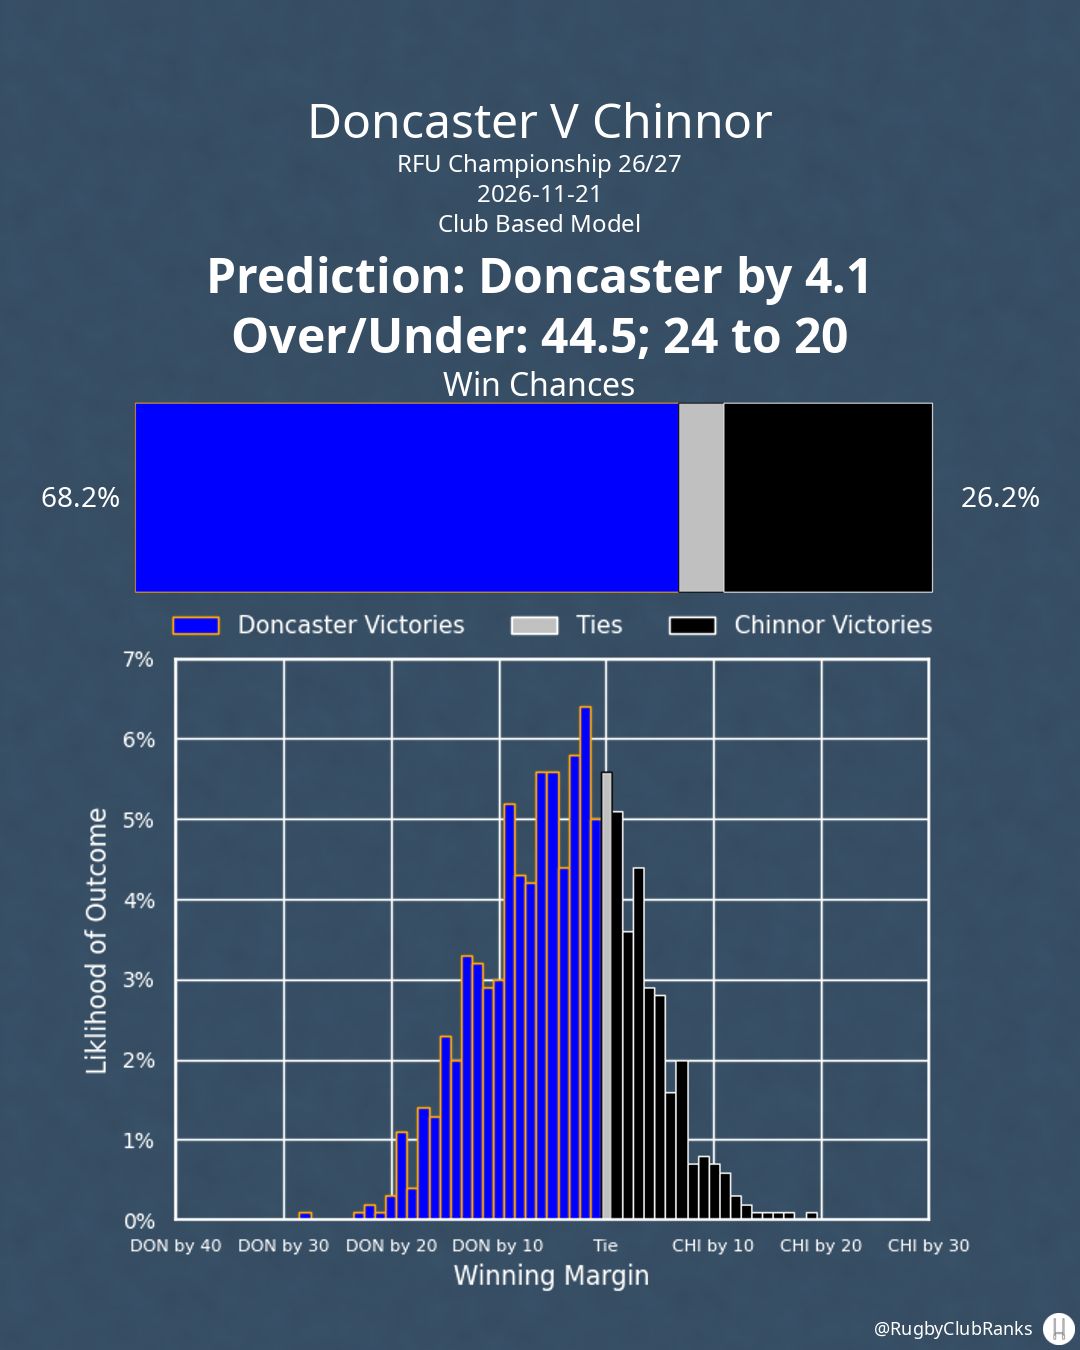 Doncaster V Chinnor
RFU Championship 26/27
2026-11-21
Club Based Model
Prediction: Doncaster by 4.1
Over/Under: 44.5; 24 to 20
Win Chances
68.2%
26.2%
Doncaster Victories
Ties
Chinnor Victories
7%
6%
5%
4%
3%
2%
1%
0%
Liklihood of Outcome
DON by 40
DON by 30
DON by 20
DON by 10
Tie
CHI by 10
CHI by 20
CHI by 30
Winning Margin
@RugbyClubRanks